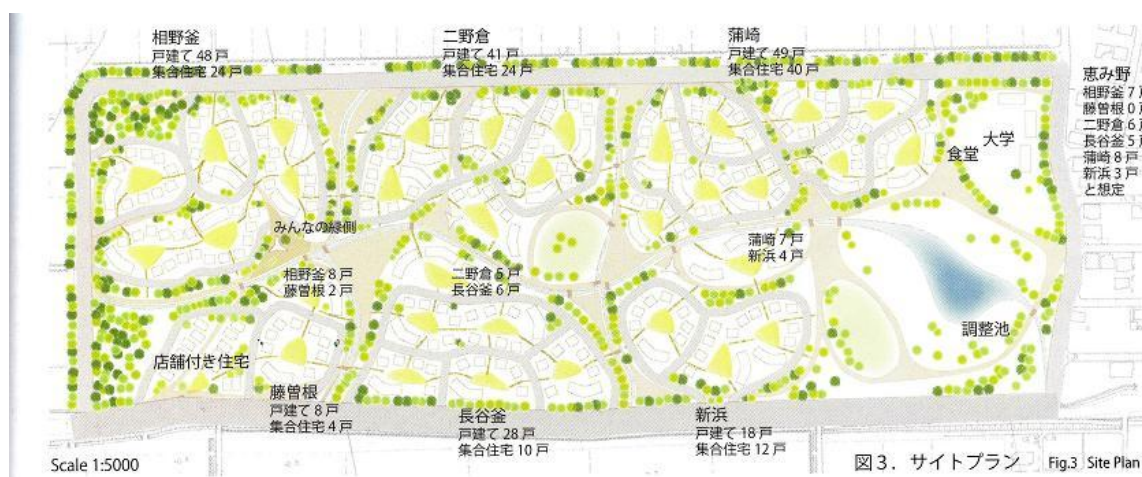 相野釜
戸建て 48 戸
集合住宅 24 戸
二野倉
戸建て 41 戸
集合住宅 24 戸
蒲崎
戸建て 49 戸
集合住宅 40 戸
恵み野
相野釜 7 戸
藤曽根 0 戸
二野倉 6 戸
長谷釜 5 戸
蒲崎 8 戸
新浜 3 戸
と想定
大学
食堂
みんなの縁側
蒲崎 7 戸
新浜 4 戸
相野釜 8 戸
藤曽根 2 戸
二野倉 5 戸
長谷釜 6 戸
調整池
店舗付き住宅
藤曽根
戸建て 8 戸
集合住宅 4 戸
長谷釜
戸建て 28 戸
集合住宅 10 戸
新浜
戸建て 18 戸
集合住宅 12 戸
Scale 1:5000
図3. サイトプラン Fig.3 Site Plan